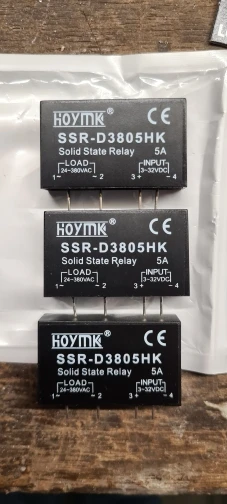 HOYMK® CE
SSR-D3805HK
Solid State Relay 5A
LOAD INPUT
24-380VAC 3-32VDC
1 ~ 2 3 + - 4
HOYMK® CE
SSR-D3805HK
Solid State Relay 5A
LOAD INPUT
24-380VAC 3-32VDC
1 ~ 2 3 + - 4
HOYMK® CE
SSR-D3805HK
Solid State Relay 5A
LOAD INPUT
24-380VAC 3-32VDC
1 ~ 2 3 + - 4